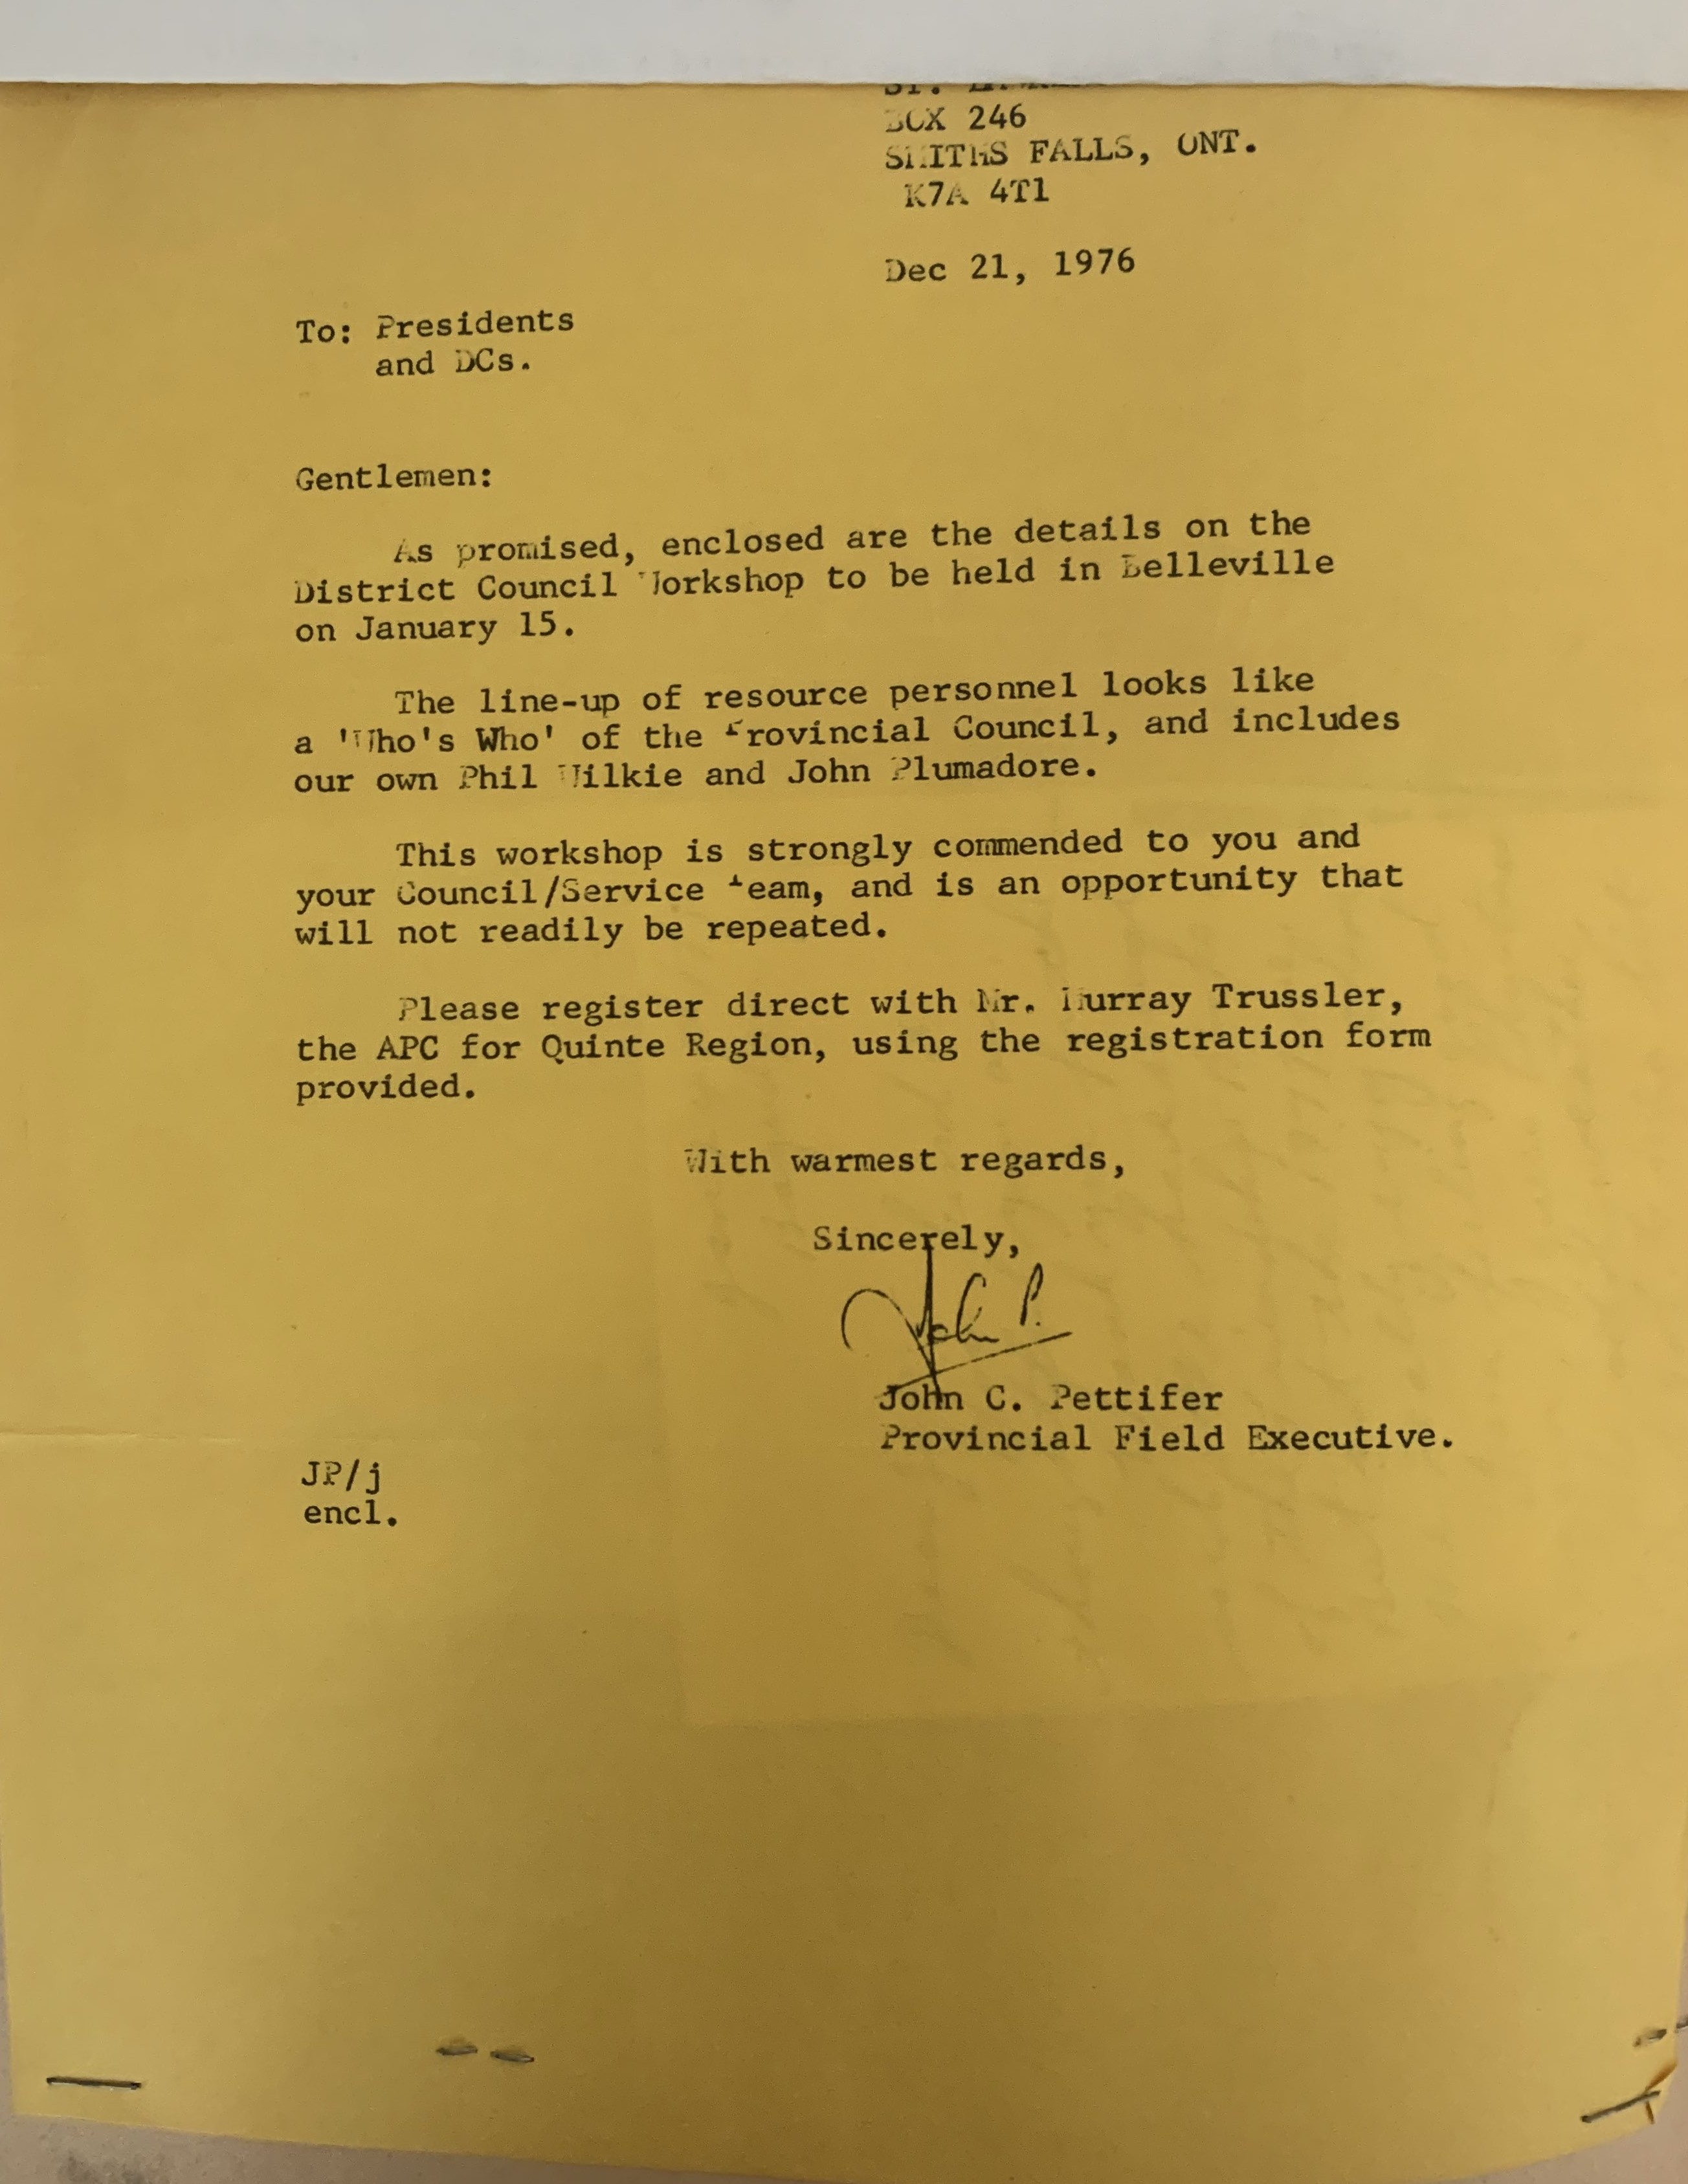 ST.
BOX 246
SMITHS FALLS, ONT.
K7A 4T1
Dec 21, 1976
To: Presidents
and DCs.
Gentlemen:
As promised, enclosed are the details on the
District Council Workshop to be held in Belleville
on January 15.
The line-up of resource personnel looks like
a 'Who's Who' of the Provincial Council, and includes
our own Phil Wilkie and John Plumadore.
This workshop is strongly commended to you and
your Council/Service Team, and is an opportunity that
will not readily be repeated.
Please register direct with Mr. Murray Trussler,
the APC for Quinte Region, using the registration form
provided.
With warmest regards,
Sincerely,
John P.
John C. Pettifer
Provincial Field Executive.
JP/j
encl.